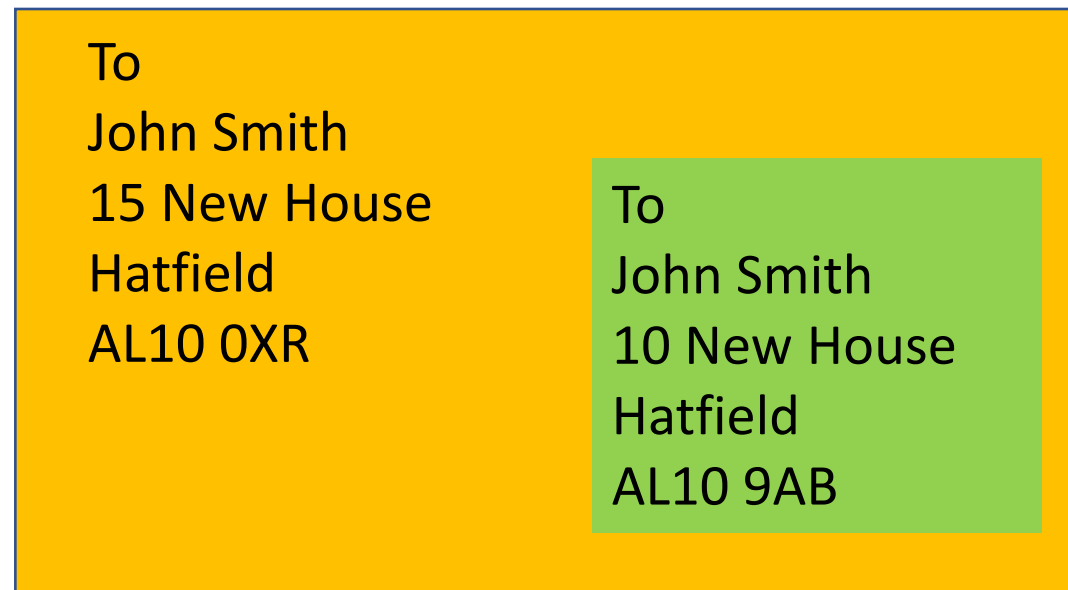 To
John Smith
15 New House
Hatfield
AL10 0XR
To
John Smith
10 New House
Hatfield
AL10 9AB